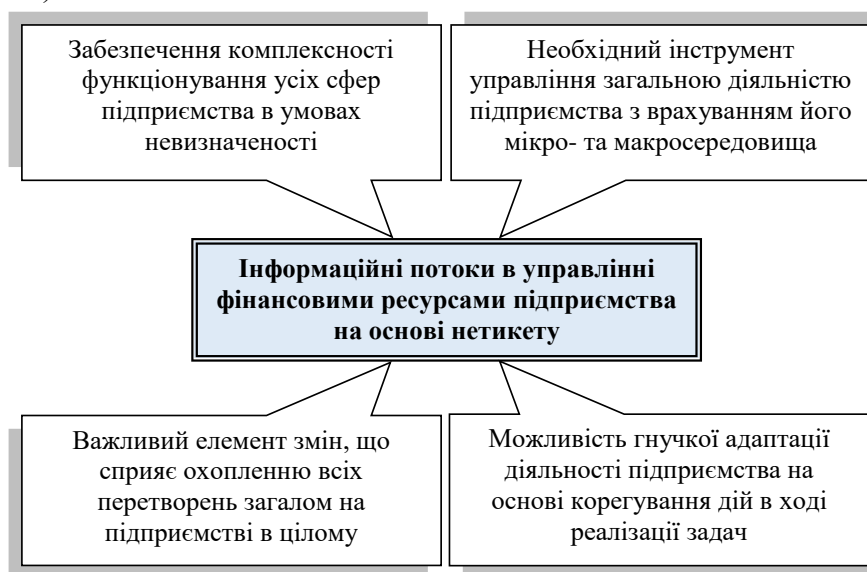 Забезпечення комплексності
функціонування усіх сфер
підприємства в умовах
невизначеності
Необхідний інструмент
управління загальною діяльністю
підприємства з врахуванням його
мікро- та макросередовища
Інформаційні потоки в управлінні
фінансовими ресурсами підприємства
на основі нетикету
Важливий елемент змін, що
сприяє охопленню всіх
перетворень загалом на
підприємстві в цілому
Можливість гнучкої адаптації
діяльності підприємства на
основі корегування дій в ході
реалізації задач